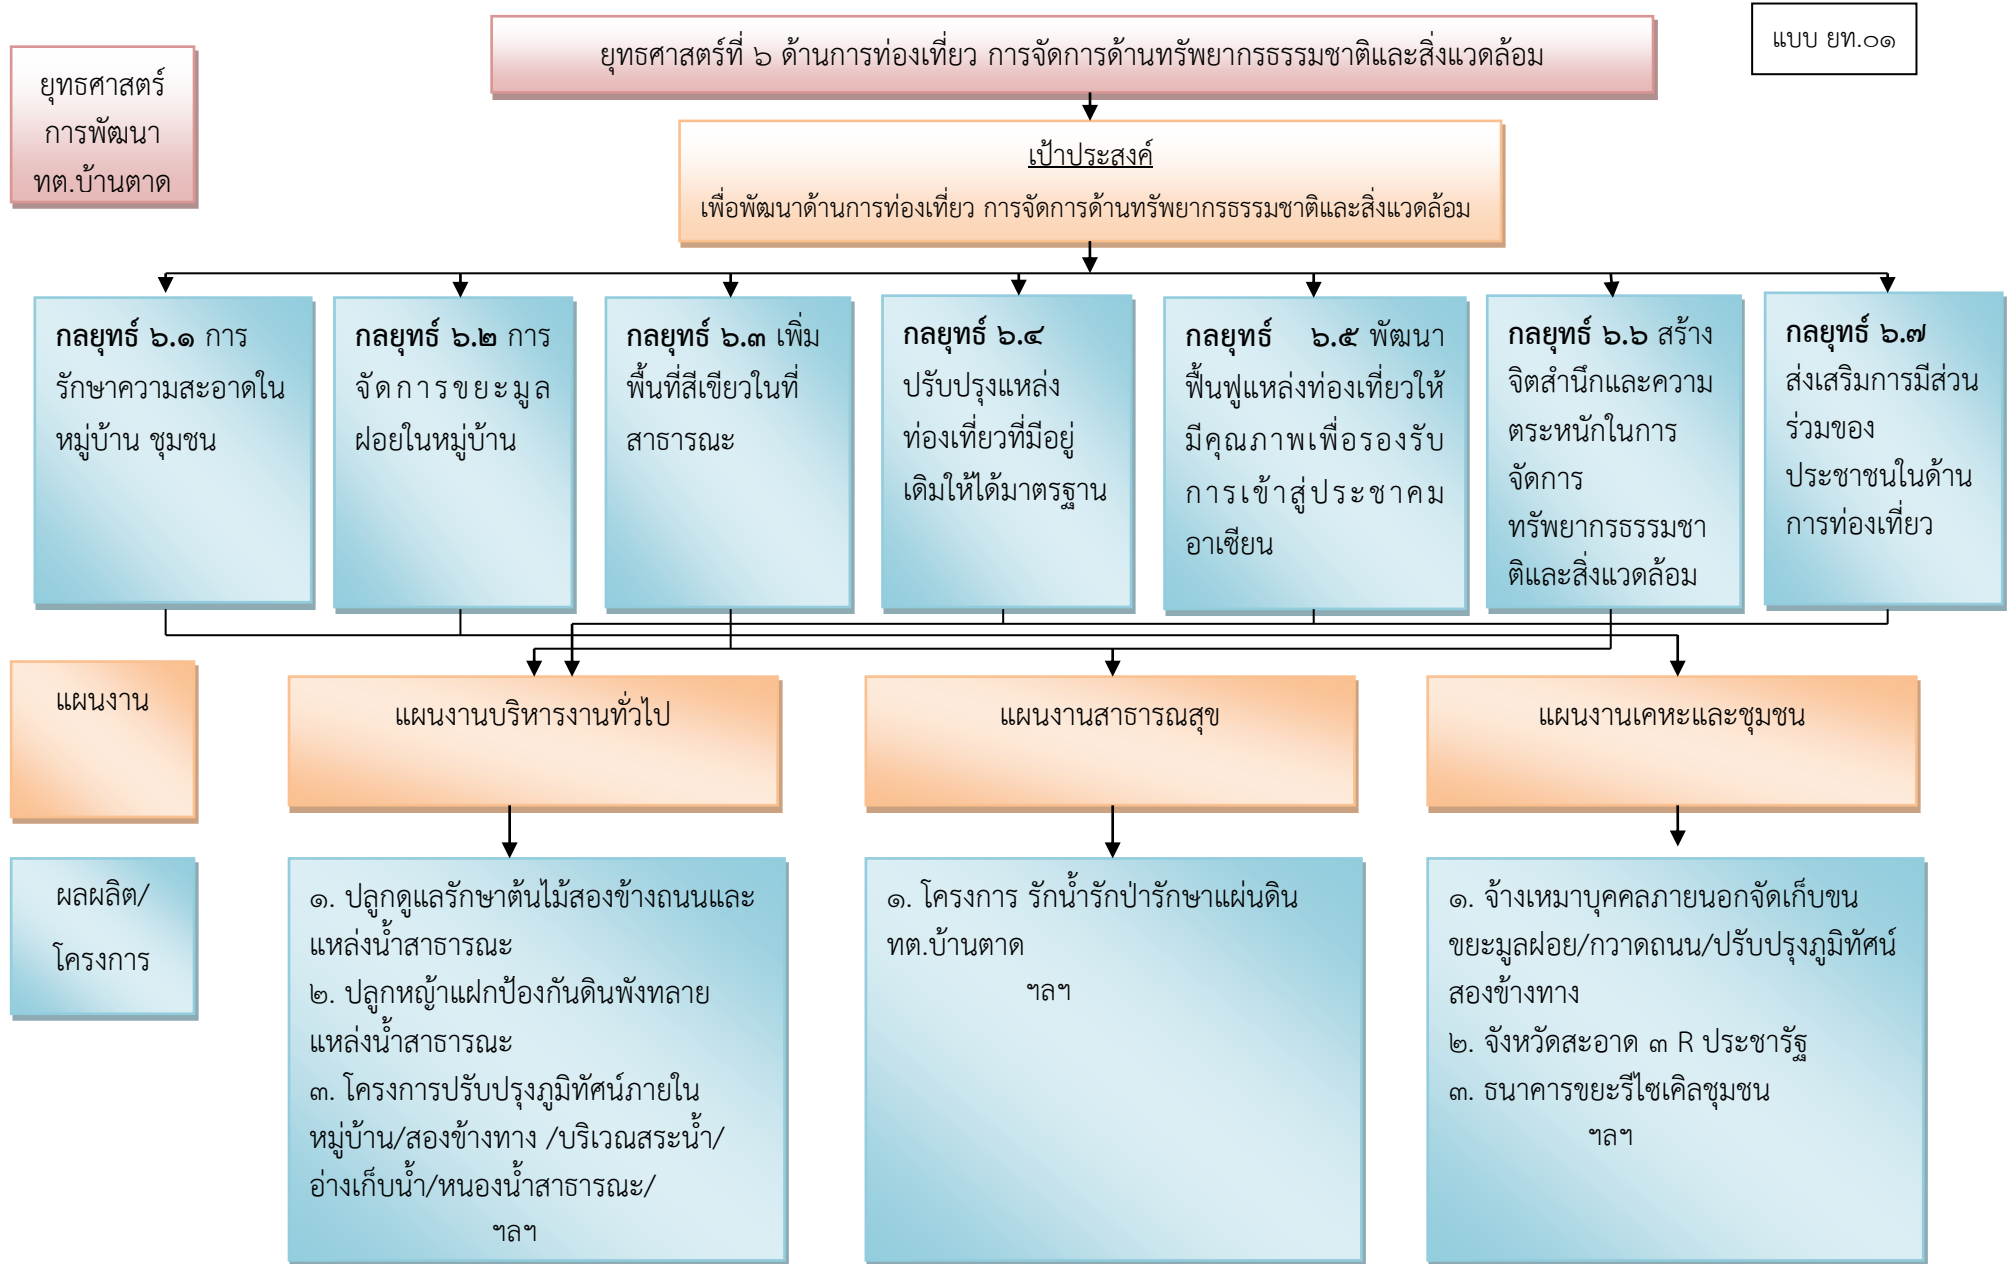 แบบ ยท.๐๑
ยุทธศาสตร์ที่ ๖ ด้านการท่องเที่ยว การจัดการด้านทรัพยากรธรรมชาติและสิ่งแวดล้อม
ยุทธศาสตร์
การพัฒนา
ทต.บ้านตาด
เป้าประสงค์
เพื่อพัฒนาด้านการท่องเที่ยว การจัดการด้านทรัพยากรธรรมชาติและสิ่งแวดล้อม
กลยุทธ์ ๖.๑ การ
รักษาความสะอาดใน
หมู่บ้าน ชุมชน
กลยุทธ์ ๖.๒ การ
จัดการขยะมูล
ฝอยในหมู่บ้าน
กลยุทธ์ ๖.๓ เพิ่ม
พื้นที่สีเขียวในที่
สาธารณะ
กลยุทธ์ ๖.๔
ปรับปรุงแหล่ง
ท่องเที่ยวที่มีอยู่
เดิมให้ได้มาตรฐาน
กลยุทธ์ ๖.๕ พัฒนา
ฟื้นฟูแหล่งท่องเที่ยวให้
มีคุณภาพเพื่อรองรับ
การเข้าสู่ประชาคม
อาเซียน
กลยุทธ์ ๖.๖ สร้าง
จิตสำนึกและความ
ตระหนักในการ
จัดการ
ทรัพยากรธรรมชา
ติและสิ่งแวดล้อม
กลยุทธ์ ๖.๗
ส่งเสริมการมีส่วน
ร่วมของ
ประชาชนในด้าน
การท่องเที่ยว
แผนงาน
แผนงานบริหารงานทั่วไป
แผนงานสาธารณสุข
แผนงานเคหะและชุมชน
ผลผลิต/
โครงการ
๑. ปลูกดูแลรักษาต้นไม้สองข้างถนนและ
แหล่งน้ำสาธารณะ
๒. ปลูกหญ้าแฝกป้องกันดินพังทลาย
แหล่งน้ำสาธารณะ
๓. โครงการปรับปรุงภูมิทัศน์ภายใน
หมู่บ้าน/สองข้างทาง /บริเวณสระน้ำ/
อ่างเก็บน้ำ/หนองน้ำสาธารณะ/
ฯลฯ
๑. โครงการ รักน้ำรักป่ารักษาแผ่นดิน
ทต.บ้านตาด
ฯลฯ
๑. จ้างเหมาบุคคลภายนอกจัดเก็บขน
ขยะมูลฝอย/กวาดถนน/ปรับปรุงภูมิทัศน์
สองข้างทาง
๒. จังหวัดสะอาด ๓ R ประชารัฐ
๓. ธนาคารขยะรีไซเคิลชุมชน
ฯลฯ